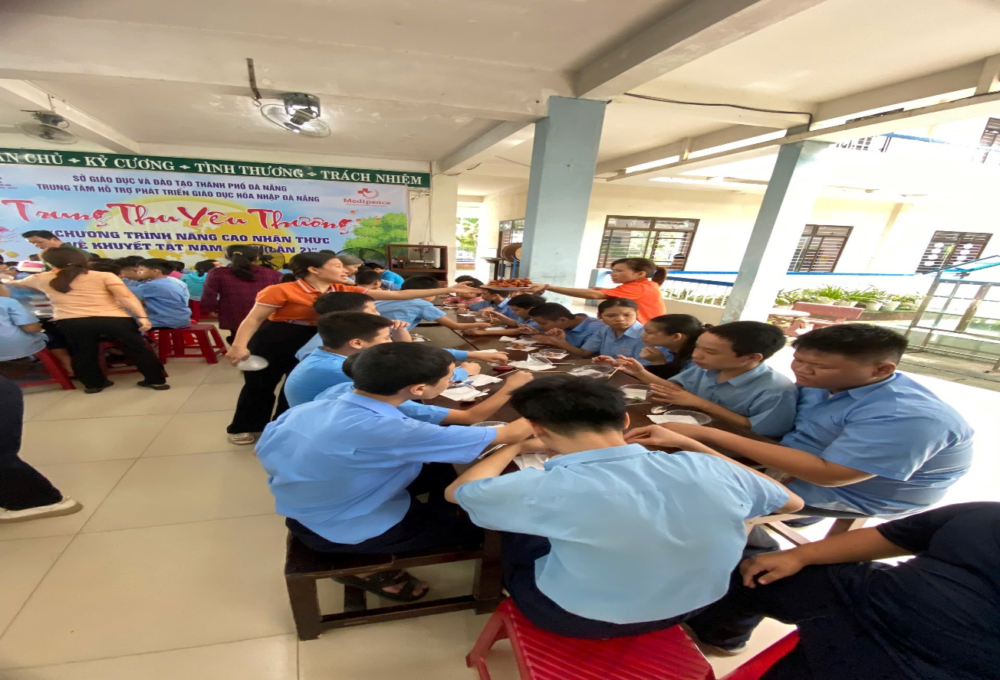 ÂN CHỦ + KỶ CƯƠNG + TÌNH THƯƠNG + TRÁCH NHIỆM
SỞ GIÁO DỤC VÀ ĐÀO TẠO THÀNH PHỐ ĐÀ NẴNG
TRUNG TÂM HỖ TRỢ PHÁT TRIỂN GIÁO DỤC HÒA NHẬP ĐÀ NẴNG
Medipeace
Trung Thu Yêu Thương
CHƯƠNG TRÌNH NÂNG CAO NHẬN THỨC
VỀ KHUYẾT TẬT NĂM (LẦN 2)"